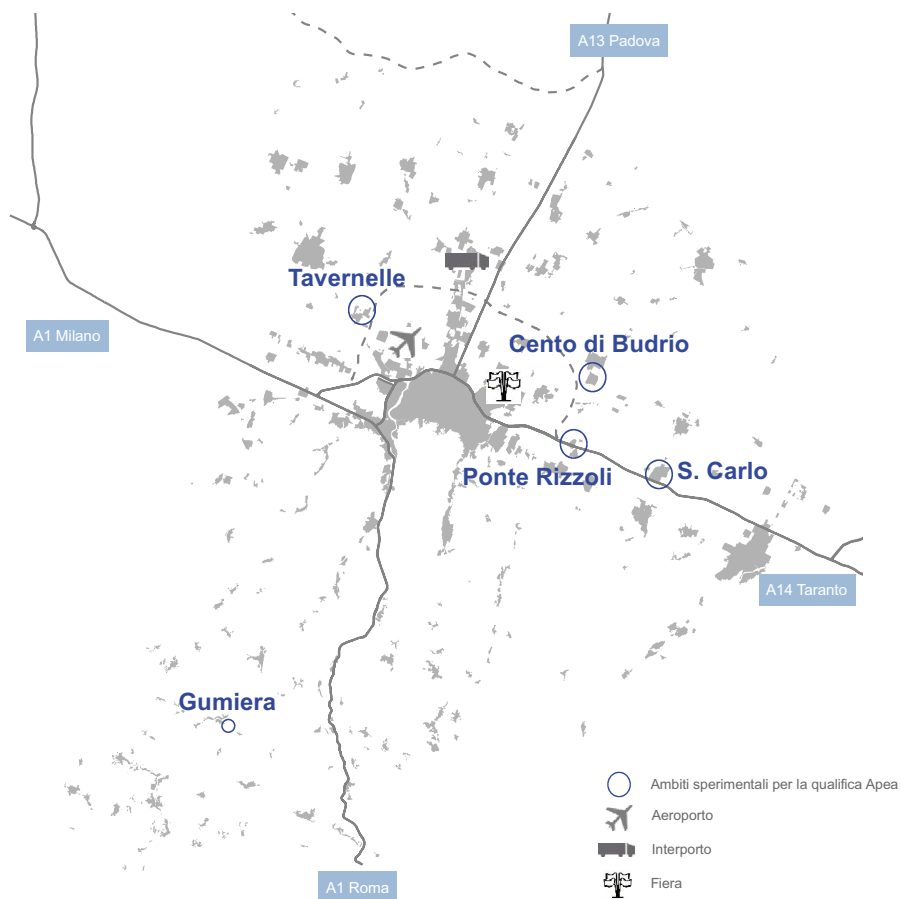 A13 Padova
Tavernelle
A1 Milano
Cento di Budrio
Ponte Rizzoli
S. Carlo
A14 Taranto
Gumiera
A1 Roma
Ambiti sperimentali per la qualifica Apea
Aeroporto
Interporto
Fiera